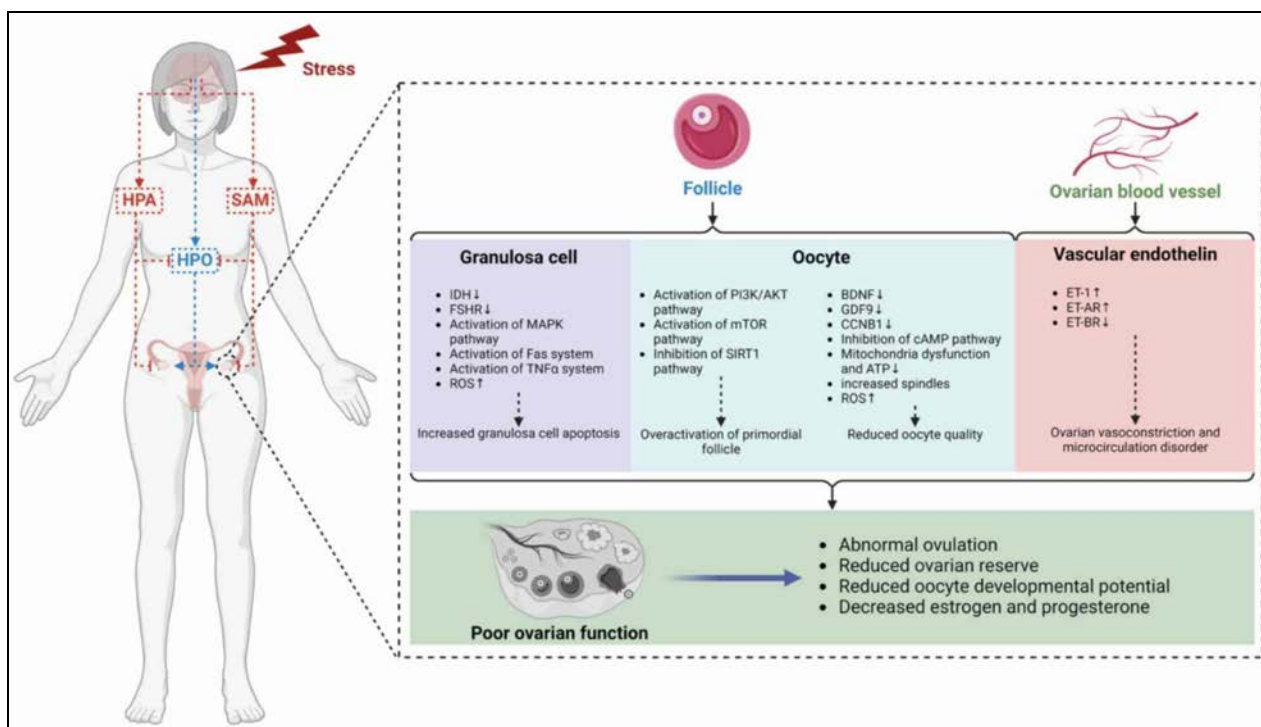 Stress
HPA
SAM
HPO
Follicle
Ovarian blood vessel
Granulosa cell
• IDH↓
• FSHR↓
• Activation of MAPK
pathway
• Activation of Fas system
• Activation of TNFα system
• ROS↑
Increased granulosa cell apoptosis
Oocyte
• Activation of PI3K/AKT
pathway
• Activation of mTOR
pathway
• Inhibition of SIRT1
pathway
Overactivation of primordial
follicle
• BDNF↓
• GDF9↓
• CCNB1↓
• Inhibition of cAMP pathway
• Mitochondria dysfunction
and ATP↓
• increased spindles
• ROS↑
Reduced oocyte quality
Vascular endothelin
• ET-1↑
• ET-AR↑
• ET-BR↓
Ovarian vasoconstriction and
microcirculation disorder
Poor ovarian function
• Abnormal ovulation
• Reduced ovarian reserve
• Reduced oocyte developmental potential
• Decreased estrogen and progesterone